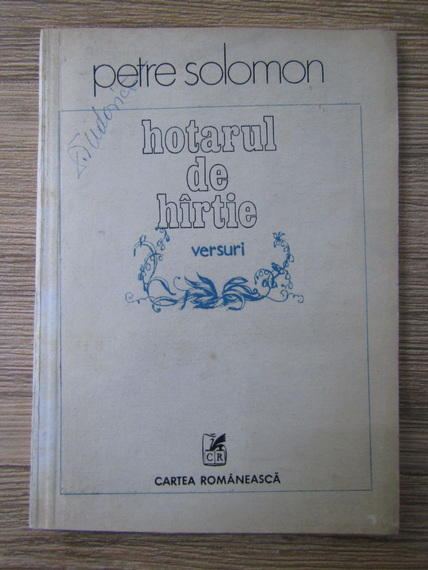 petre solomon
hotarul
de
hîrtie
versuri
CR
CARTEA ROMÂNEASCĂ